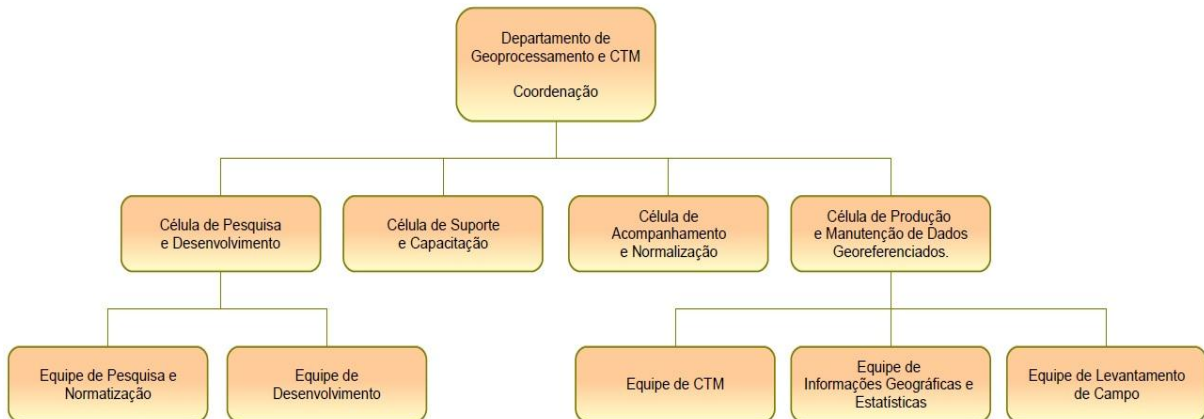 Departamento de
Geoprocessamento e CTM
Coordenação
Célula de Pesquisa
e Desenvolvimento
Célula de Suporte
e Capacitação
Célula de
Acompanhamento
e Normalização
Célula de Produção
e Manutenção de Dados
Georeferenciados.
Equipe de Pesquisa e
Normatização
Equipe de
Desenvolvimento
Equipe de CTM
Equipe de
Informações Geográficas e
Estatísticas
Equipe de Levantamento
de Campo